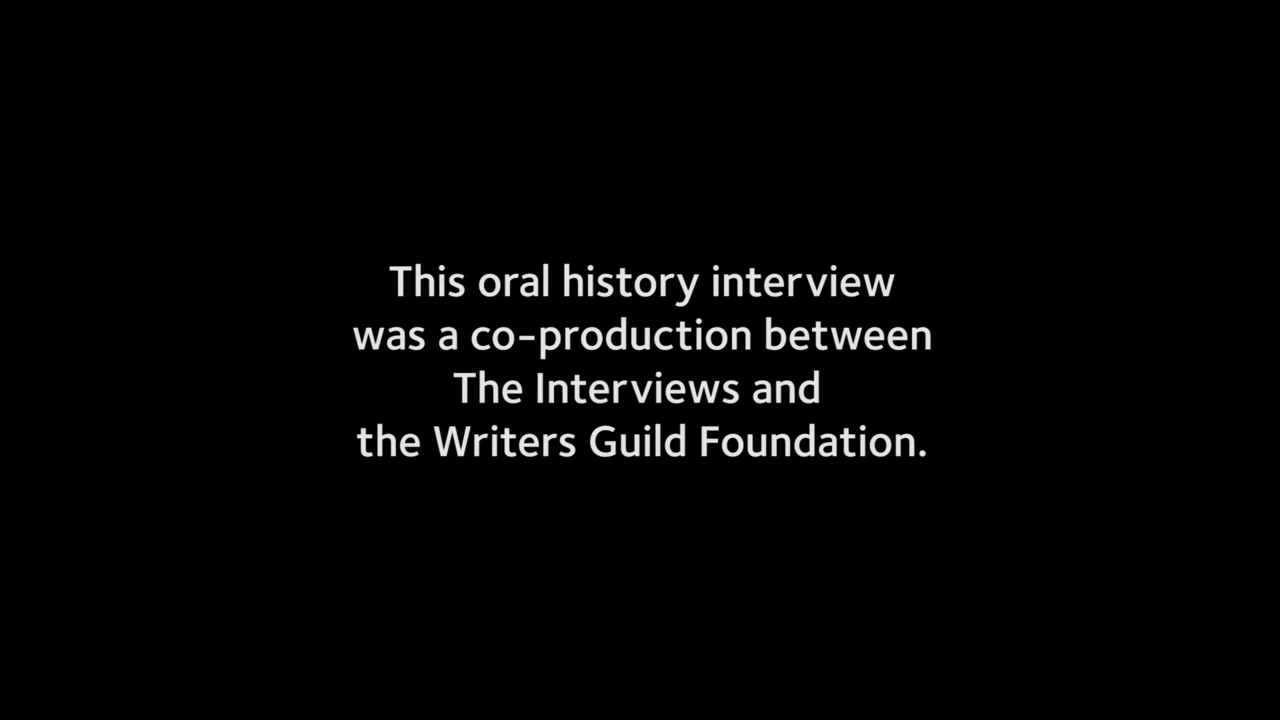 This oral history interview
was a co-production between
The Interviews and
the Writers Guild Foundation.